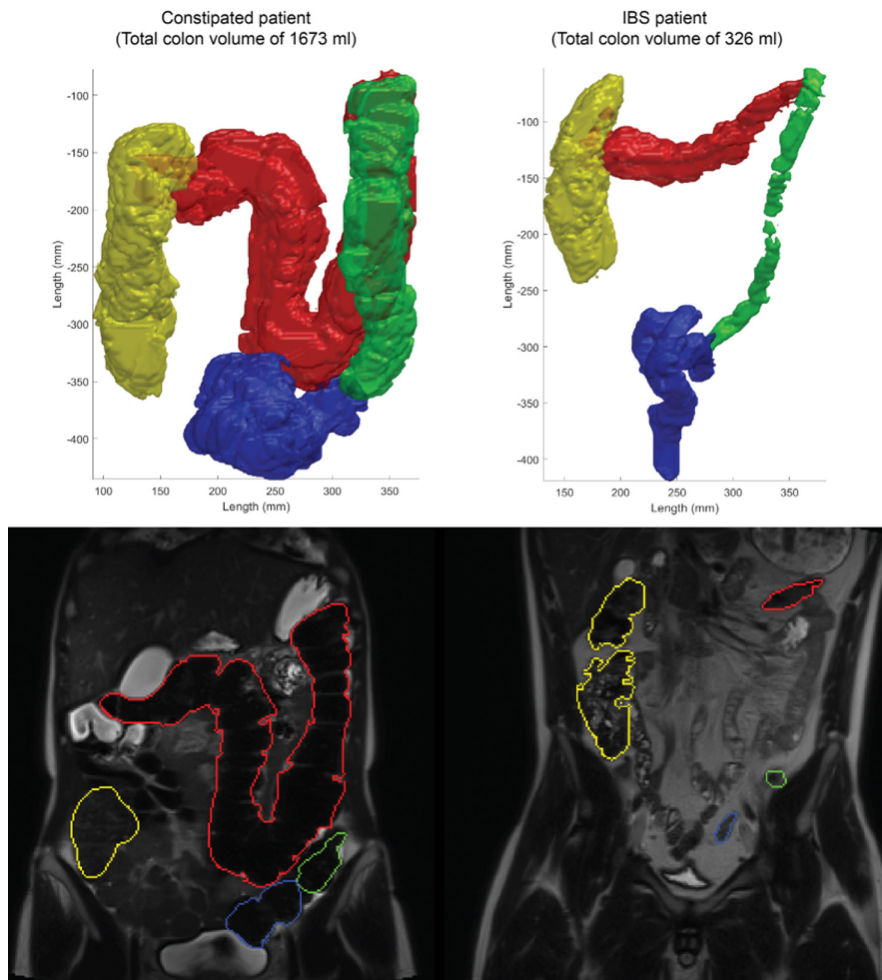 Constipated patient
(Total colon volume of 1673 ml)
IBS patient
(Total colon volume of 326 ml)
-100
-150
-200
-250
-300
-350
-400
Length (mm)
100 150 200 250 300 350
Length (mm)
-100
-150
-200
-250
-300
-350
-400
Length (mm)
150 200 250 300 350
Length (mm)